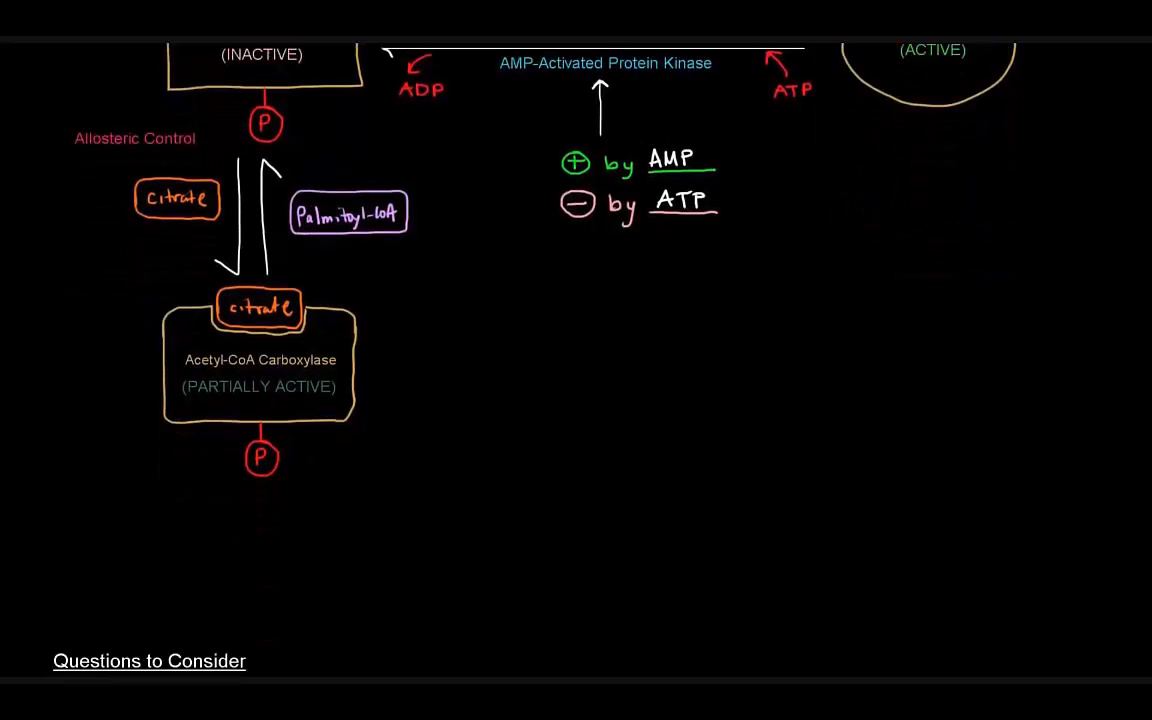 (INACTIVE)
(ACTIVE)
AMP-Activated Protein Kinase
ADP
ATP
P
Allosteric Control
⊕ by AMP
citrate
⊖ by ATP
Palmitoyl-CoA
citrate
Acetyl-CoA Carboxylase
(PARTIALLY ACTIVE)
P
Questions to Consider